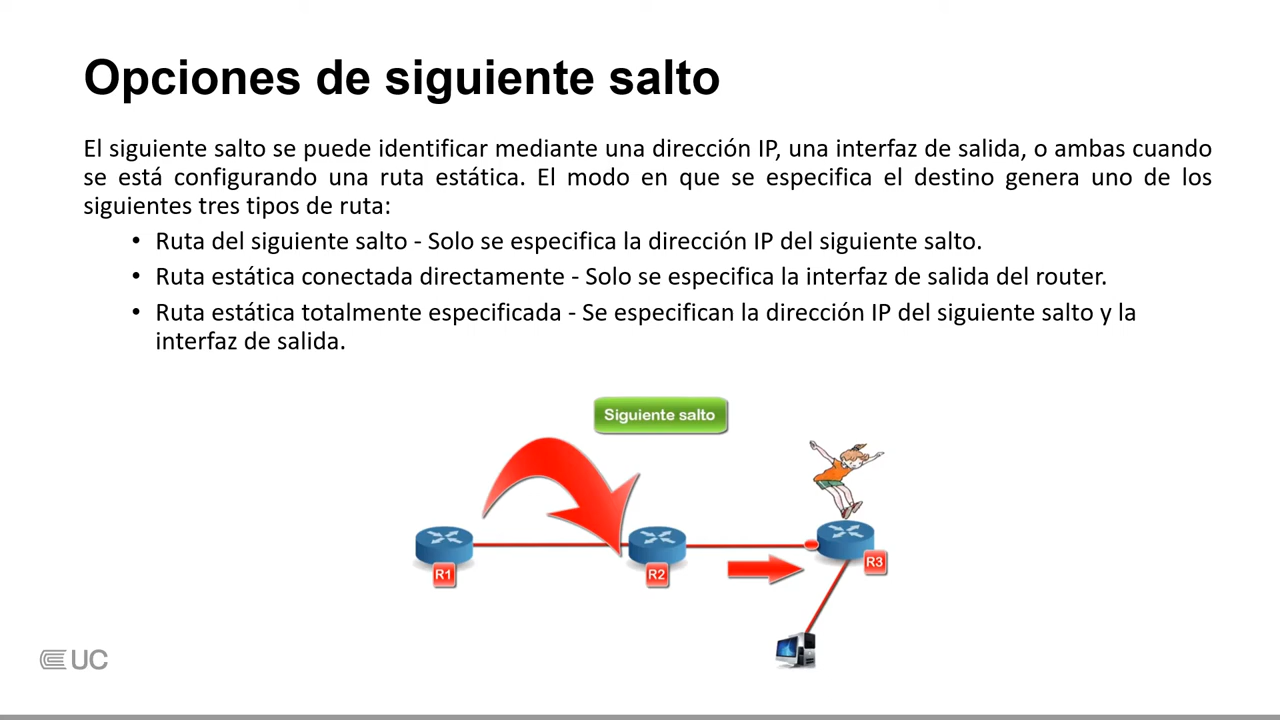 Opciones de siguiente salto
El siguiente salto se puede identificar mediante una dirección IP, una interfaz de salida, o ambas cuando
se está configurando una ruta estática. El modo en que se especifica el destino genera uno de los
siguientes tres tipos de ruta:
• Ruta del siguiente salto - Solo se especifica la dirección IP del siguiente salto.
• Ruta estática conectada directamente - Solo se especifica la interfaz de salida del router.
• Ruta estática totalmente especificada - Se especifican la dirección IP del siguiente salto y la
interfaz de salida.
Siguiente salto
R1
R2
R3
UC